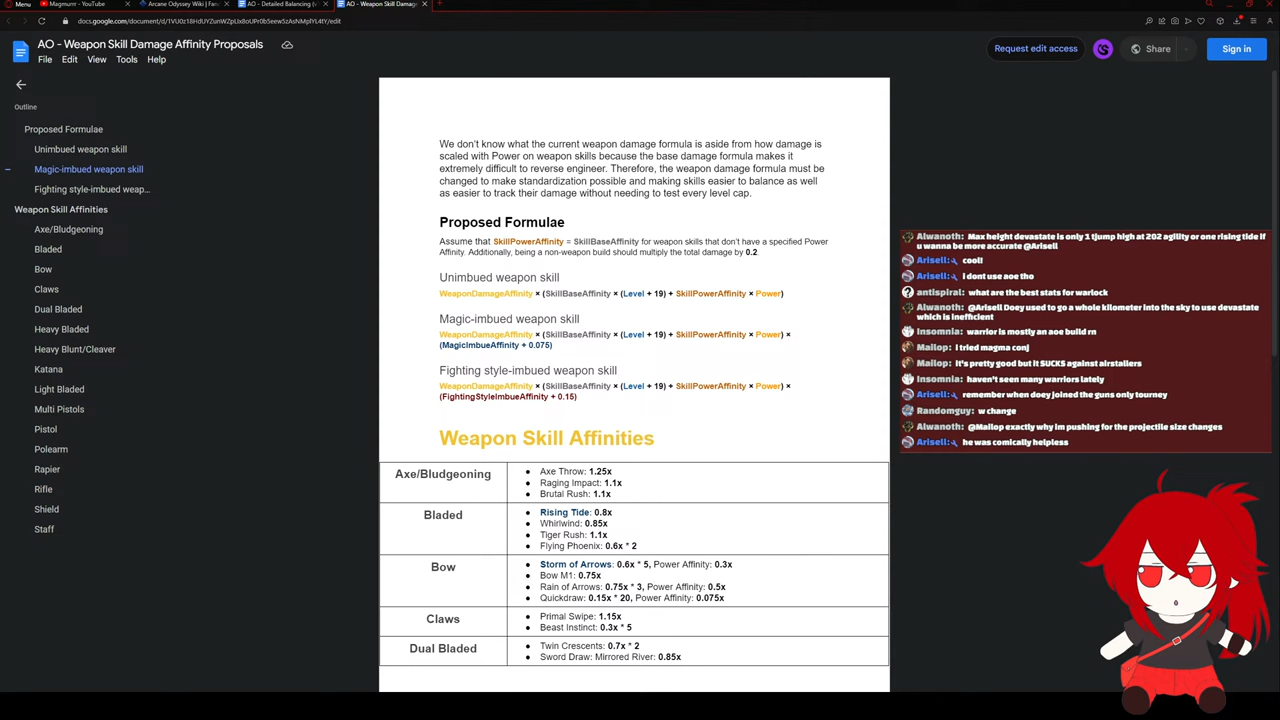 Menu
Magmurrr - YouTube
Arcane Odyssey Wiki | Fan
AO - Detailed Balancing (v
AO - Weapon Skill Damag
AO - Weapon Skill Damage Affinity Proposals
File Edit View Tools Help
Request edit access
Share
Sign in
Outline
Proposed Formulae
Unimbued weapon skill
Magic-imbued weapon skill
Fighting style-imbued weap...
Weapon Skill Affinities
Axe/Bludgeoning
Bladed
Bow
Claws
Dual Bladed
Heavy Bladed
Heavy Blunt/Cleaver
Katana
Light Bladed
Multi Pistols
Pistol
Polearm
Rapier
Rifle
Shield
Staff
We don't know what the current weapon damage formula is aside from how damage is
scaled with Power on weapon skills because the base damage formula makes it
extremely difficult to reverse engineer. Therefore, the weapon damage formula must be
changed to make standardization possible and making skills easier to balance as well
as easier to track their damage without needing to test every level cap.
Proposed Formulae
Assume that SkillPowerAffinity = SkillBaseAffinity for weapon skills that don't have a specified Power
Affinity. Additionally, being a non-weapon build should multiply the total damage by 0.2.
Unimbued weapon skill
WeaponDamageAffinity × (SkillBaseAffinity × (Level + 19) + SkillPowerAffinity × Power)
Magic-imbued weapon skill
WeaponDamageAffinity × (SkillBaseAffinity × (Level + 19) + SkillPowerAffinity × Power) ×
(MagicImbueAffinity + 0.075)
Fighting style-imbued weapon skill
WeaponDamageAffinity × (SkillBaseAffinity × (Level + 19) + SkillPowerAffinity × Power) ×
(FightingStyleImbueAffinity + 0.15)
Weapon Skill Affinities
Axe/Bludgeoning
● Axe Throw: 1.25x
● Raging Impact: 1.1x
● Brutal Rush: 1.1x
Bladed
● Rising Tide: 0.8x
● Whirlwind: 0.85x
● Tiger Rush: 1.1x
● Flying Phoenix: 0.6x * 2
Bow
● Storm of Arrows: 0.6x * 5, Power Affinity: 0.3x
● Bow M1: 0.75x
● Rain of Arrows: 0.75x * 3, Power Affinity: 0.5x
● Quickdraw: 0.15x * 20, Power Affinity: 0.075x
Claws
● Primal Swipe: 1.15x
● Beast Instinct: 0.3x * 5
Dual Bladed
● Twin Crescents: 0.7x * 2
● Sword Draw: Mirrored River: 0.85x
Alwanoth: Max height devastate is only 1 tjump high at 202 agility or one rising tide if
u wanna be more accurate @Arisell
Arisell: cool!
Arisell: i dont use aoe tho
antispiral: what are the best stats for warlock
Alwanoth: @Arisell Doey used to go a whole kilometer into the sky to use devastate
which is inefficient
Insomnia: warrior is mostly an aoe build rn
Mailop: I tried magma conj
Mailop: It's pretty good but it SUCKS against airstallers
Insomnia: haven't seen many warriors lately
Arisell: remember when doey joined the guns only tourney
Randomguy: w change
Alwanoth: @Mailop exactly why im pushing for the projectile size changes
Arisell: he was comically helpless